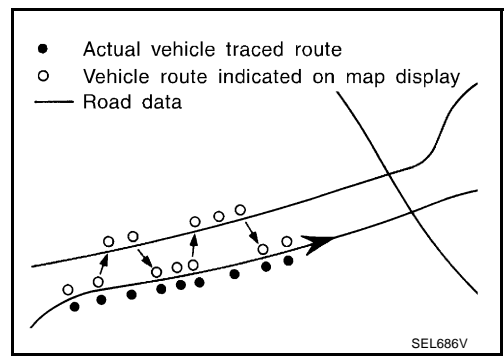 Actual vehicle traced route
Vehicle route indicated on map display
Road data
SEL686V